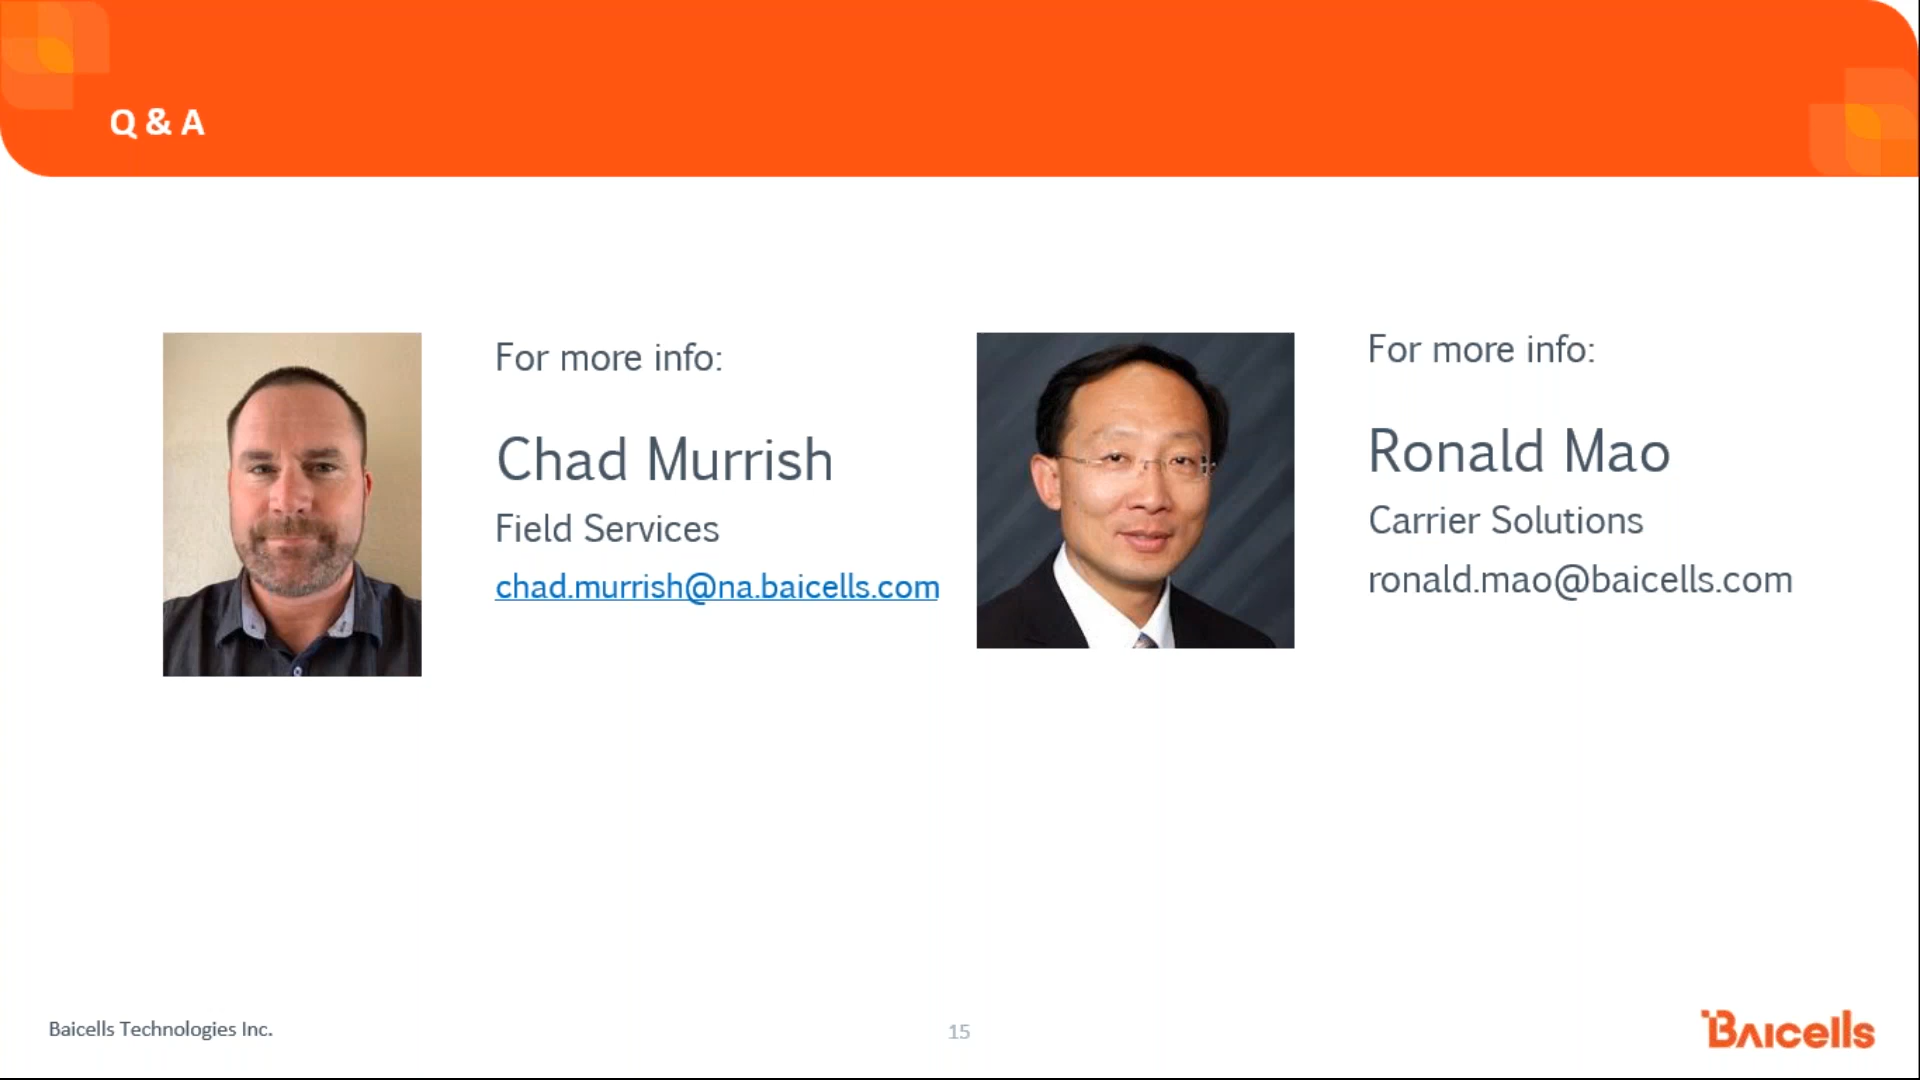 Q & A
For more info:
Chad Murrish
Field Services
chad.murrish@na.baicells.com
For more info:
Ronald Mao
Carrier Solutions
ronald.mao@baicells.com
Baicells Technologies Inc.
15
BAICELLS